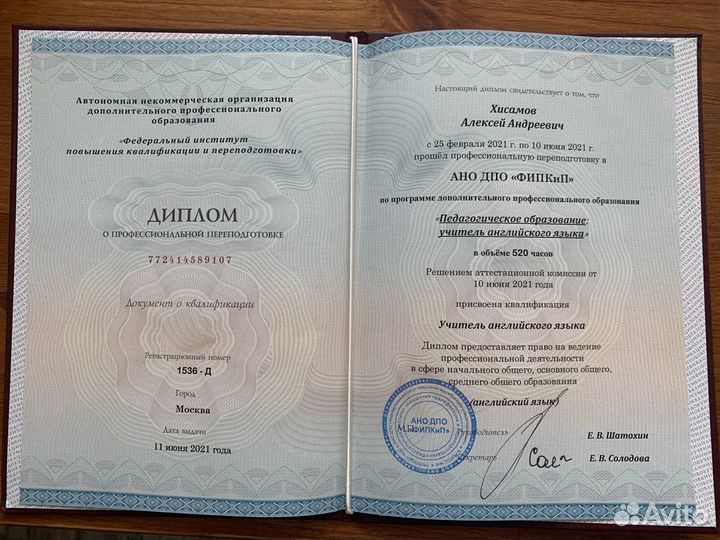 Автономная некоммерческая организация
дополнительного профессионального
образования
«Федеральный институт
повышения квалификации и переподготовки»
ДИПЛОМ
О ПРОФЕССИОНАЛЬНОЙ ПЕРЕПОДГОТОВКЕ
772414589107
Документ о квалификации
Регистрационный номер
1536 - Д
Город
Москва
Дата выдачи
11 июня 2021 года
Настоящий диплом свидетельствует о том, что
Хисамов
Алексей Андреевич
с 25 февраля 2021 г. по 10 июня 2021 г.
прошёл профессиональную переподготовку в
АНО ДПО «ФИПКиП»
по программе дополнительного профессионального образования
«Педагогическое образование:
учитель английского языка»
в объёме 520 часов
Решением аттестационной комиссии от
10 июня 2021 года
присвоена квалификация
Учитель английского языка
Диплом предоставляет право на ведение
профессиональной деятельности
в сфере начального общего, основного общего,
среднего общего образования
(английский язык)
М.П.
АНО ДПО
«ФИПКиП»
Руководитель
Е. В. Шатохин
Секретарь
Е. В. Солодова
Avito